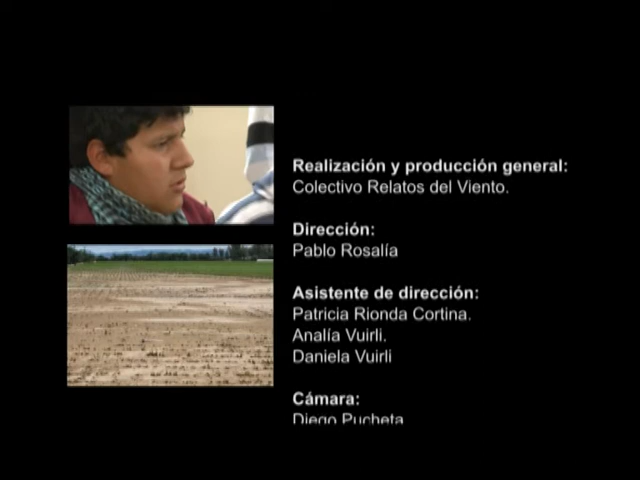 Realización y producción general:
Colectivo Relatos del Viento.
Dirección:
Pablo Rosalía
Asistente de dirección:
Patricia Rionda Cortina.
Analía Vuirli.
Daniela Vuirli
Cámara:
Diego Pucheta